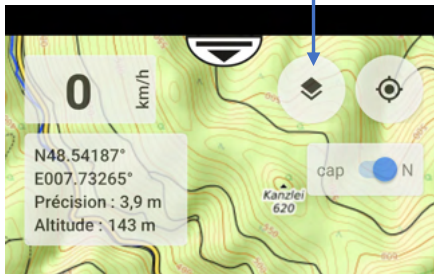 0 km/h
N48.54187°
E007.73265°
Précision : 3,9 m
Altitude : 143 m
cap N
Kanzlei
620